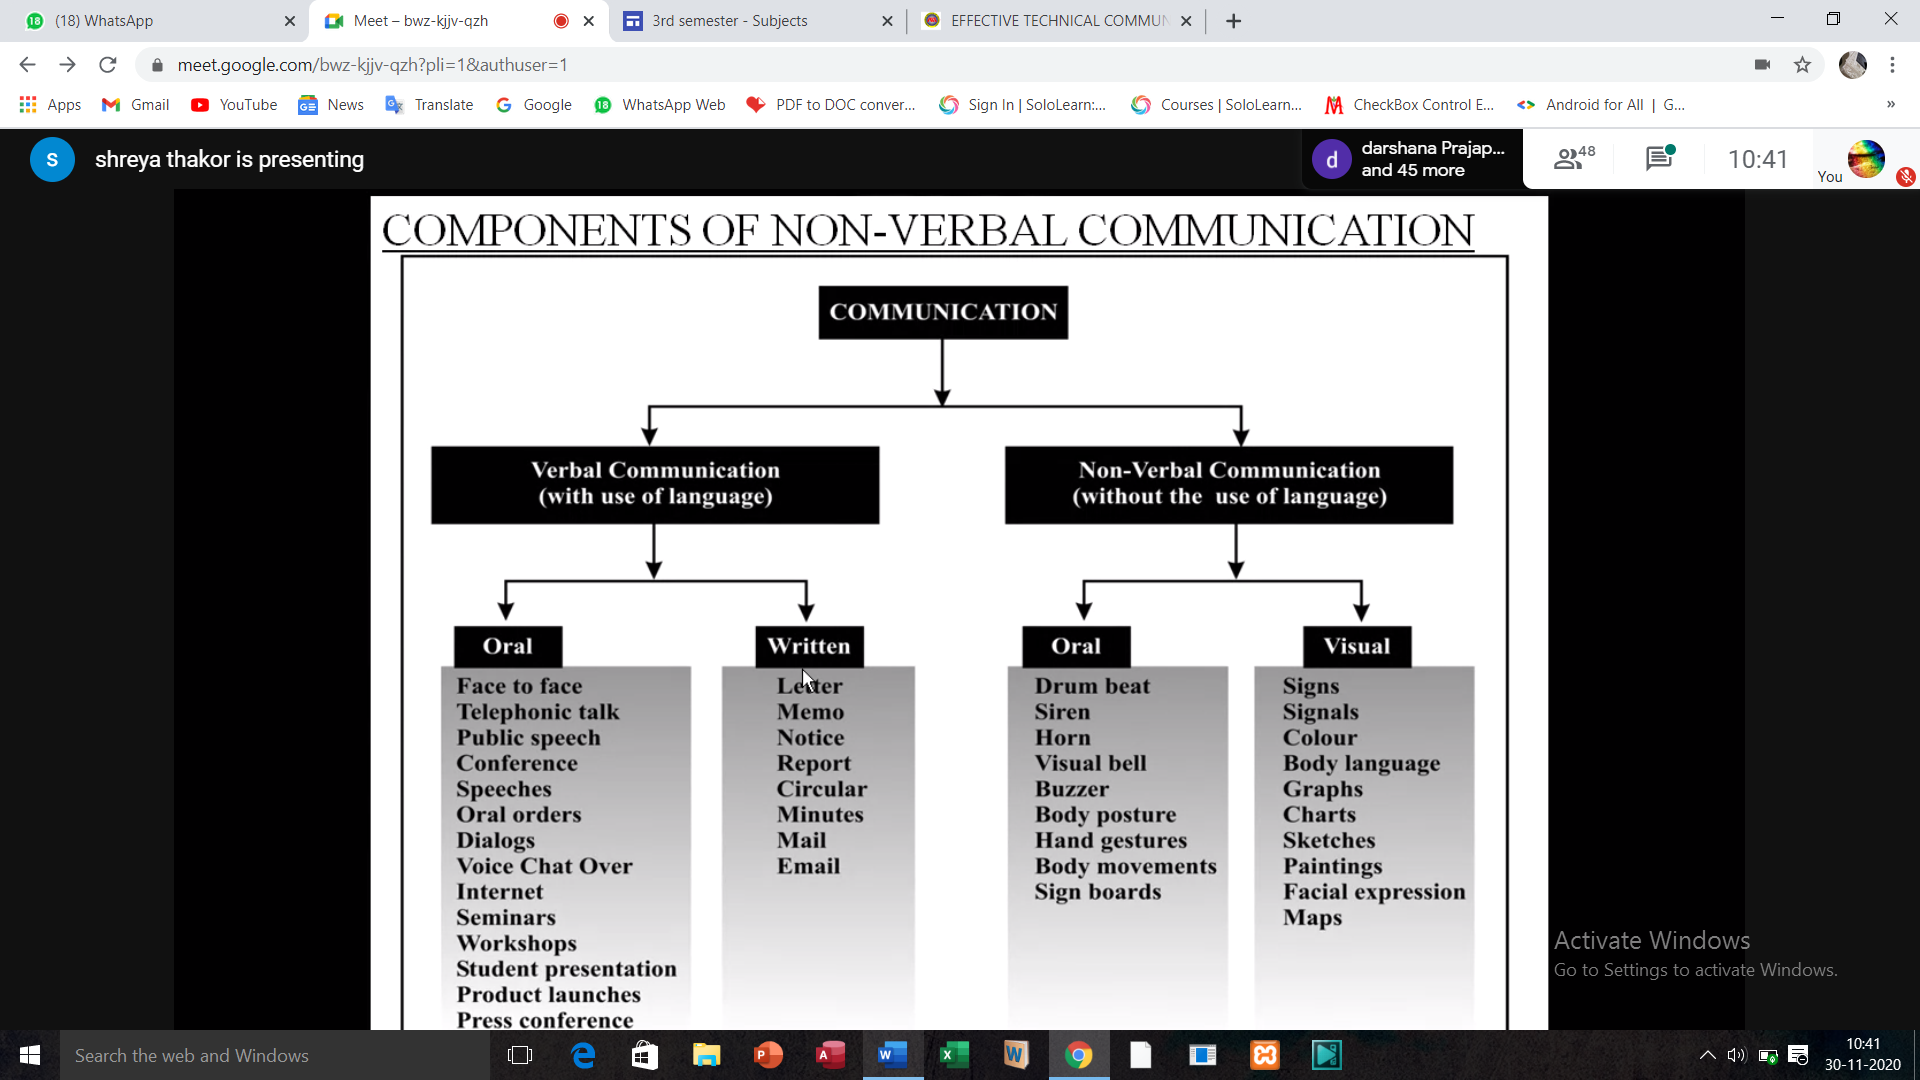 (18) WhatsApp
Meet – bwz-kjjv-qzh
3rd semester - Subjects
EFFECTIVE TECHNICAL COMMUN
meet.google.com/bwz-kjjv-qzh?pli=1&authuser=1
Apps
Gmail
YouTube
News
Translate
Google
WhatsApp Web
PDF to DOC conver...
Sign In | SoloLearn:...
Courses | SoloLearn...
CheckBox Control E...
Android for All | G...
»
S
shreya thakor is presenting
d
darshana Prajap...
and 45 more
48
10:41
You
COMPONENTS OF NON-VERBAL COMMUNICATION
COMMUNICATION
Verbal Communication
(with use of language)
Non-Verbal Communication
(without the use of language)
Oral
Face to face
Telephonic talk
Public speech
Conference
Speeches
Oral orders
Dialogs
Voice Chat Over
Internet
Seminars
Workshops
Student presentation
Product launches
Press conference
Written
Letter
Memo
Notice
Report
Circular
Minutes
Mail
Email
Oral
Drum beat
Siren
Horn
Visual bell
Buzzer
Body posture
Hand gestures
Body movements
Sign boards
Visual
Signs
Signals
Colour
Body language
Graphs
Charts
Sketches
Paintings
Facial expression
Maps
Activate Windows
Go to Settings to activate Windows.
Search the web and Windows
10:41
30-11-2020